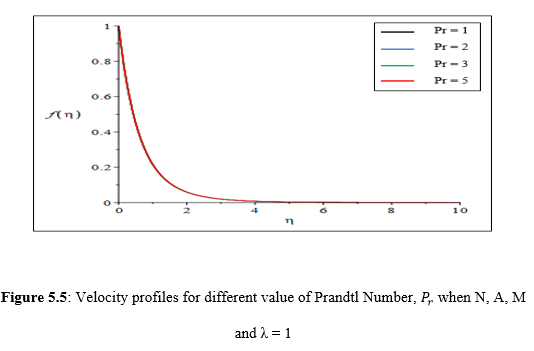 1
0.8
0.6
f(η)
0.4
0.2
0
0 2 4 6 8 10
η
Pr = 1
Pr = 2
Pr = 3
Pr = 5
Figure 5.5: Velocity profiles for different value of Prandtl Number, Pr when N, A, M
and λ = 1